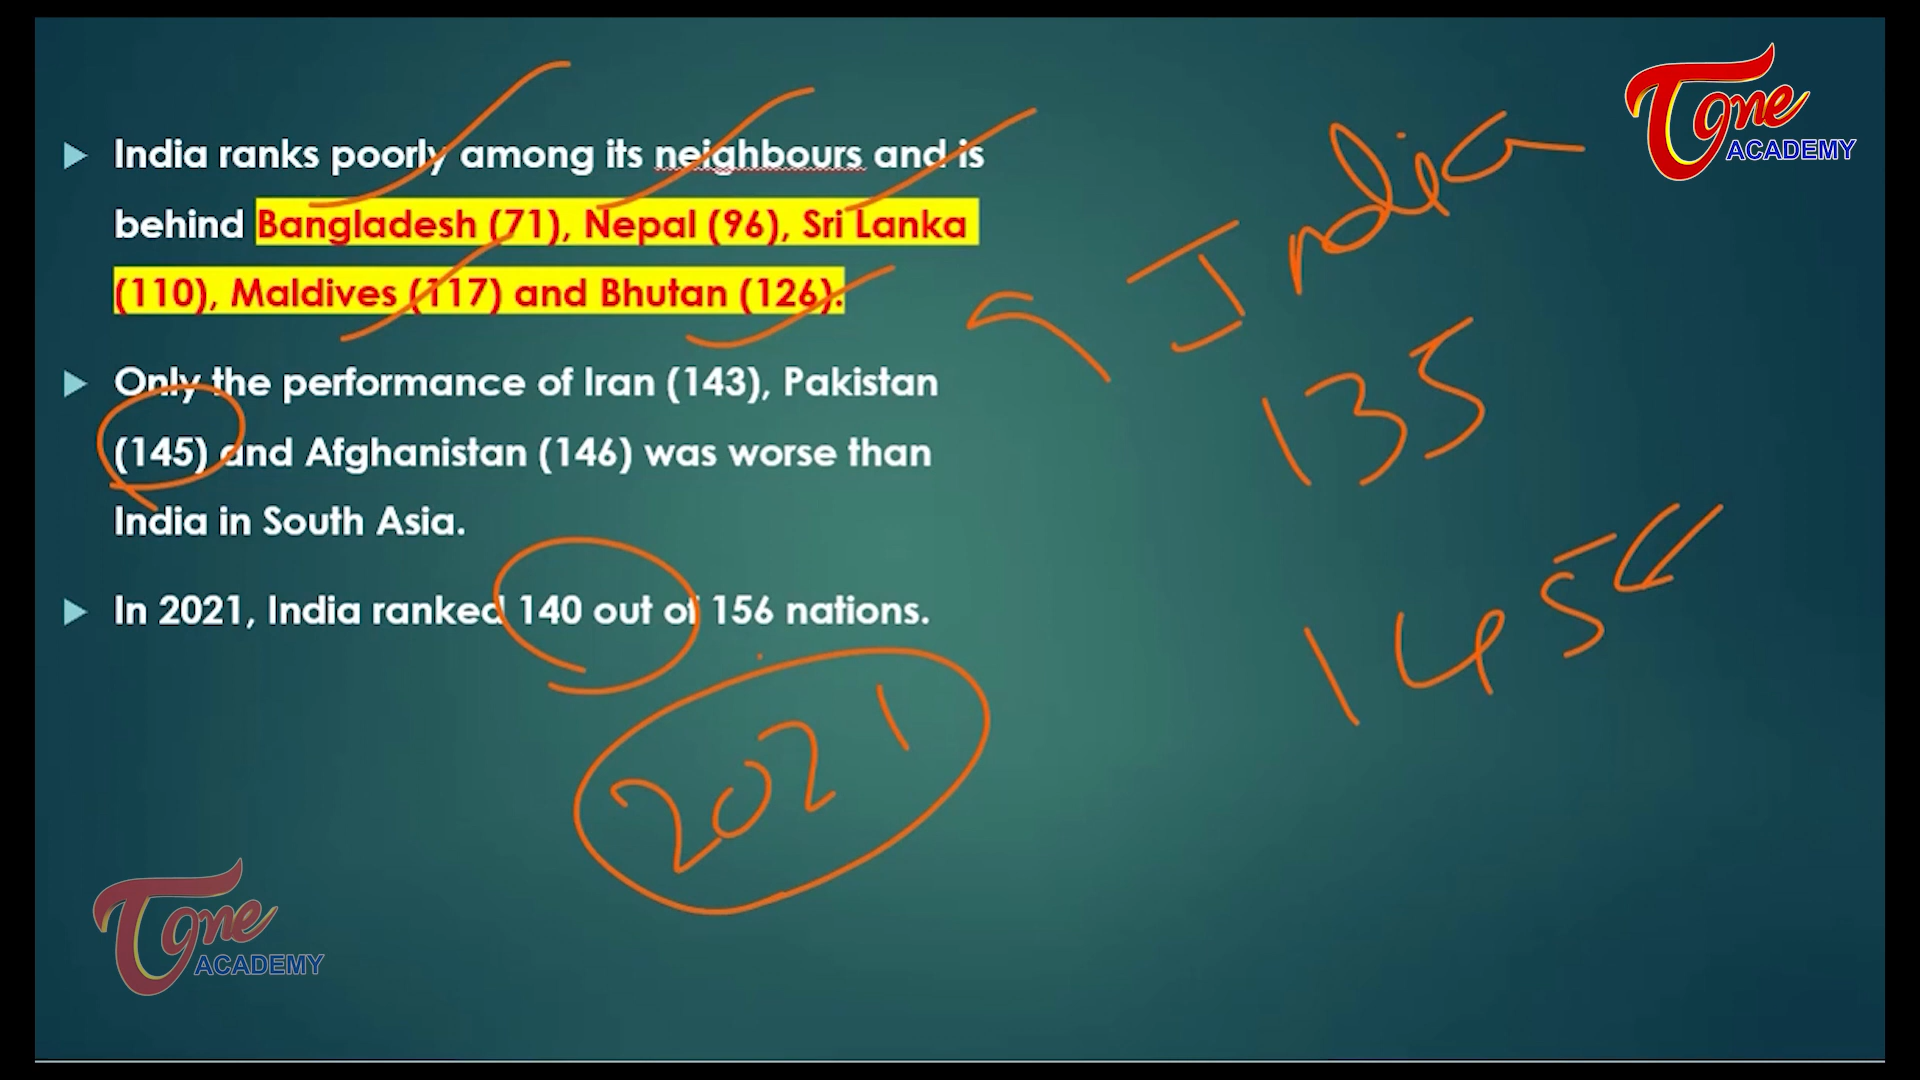 India ranks poorly among its neighbours and is
behind Bangladesh (71), Nepal (96), Sri Lanka
(110), Maldives (117) and Bhutan (126).
Only the performance of Iran (143), Pakistan
(145) and Afghanistan (146) was worse than
India in South Asia.
In 2021, India ranked 140 out of 156 nations.
2021
India
135
145
Tone
ACADEMY
Tone
ACADEMY